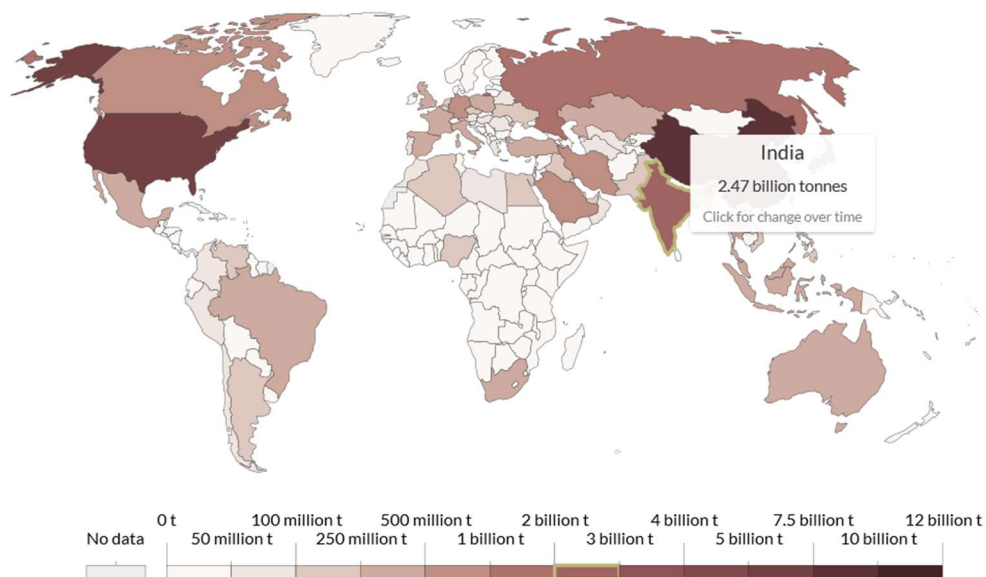 India
2.47 billion tonnes
Click for change over time
0 t 100 million t 500 million t 2 billion t 4 billion t 7.5 billion t 12 billion t
No data 50 million t 250 million t 1 billion t 3 billion t 5 billion t 10 billion t